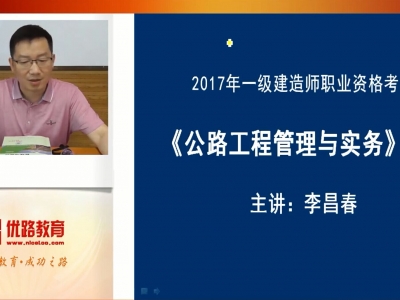 2017年一级建造师职业资格考
《公路工程管理与实务》
主讲：李昌春
优路教育
www.niceloo.com
教育·成功之路